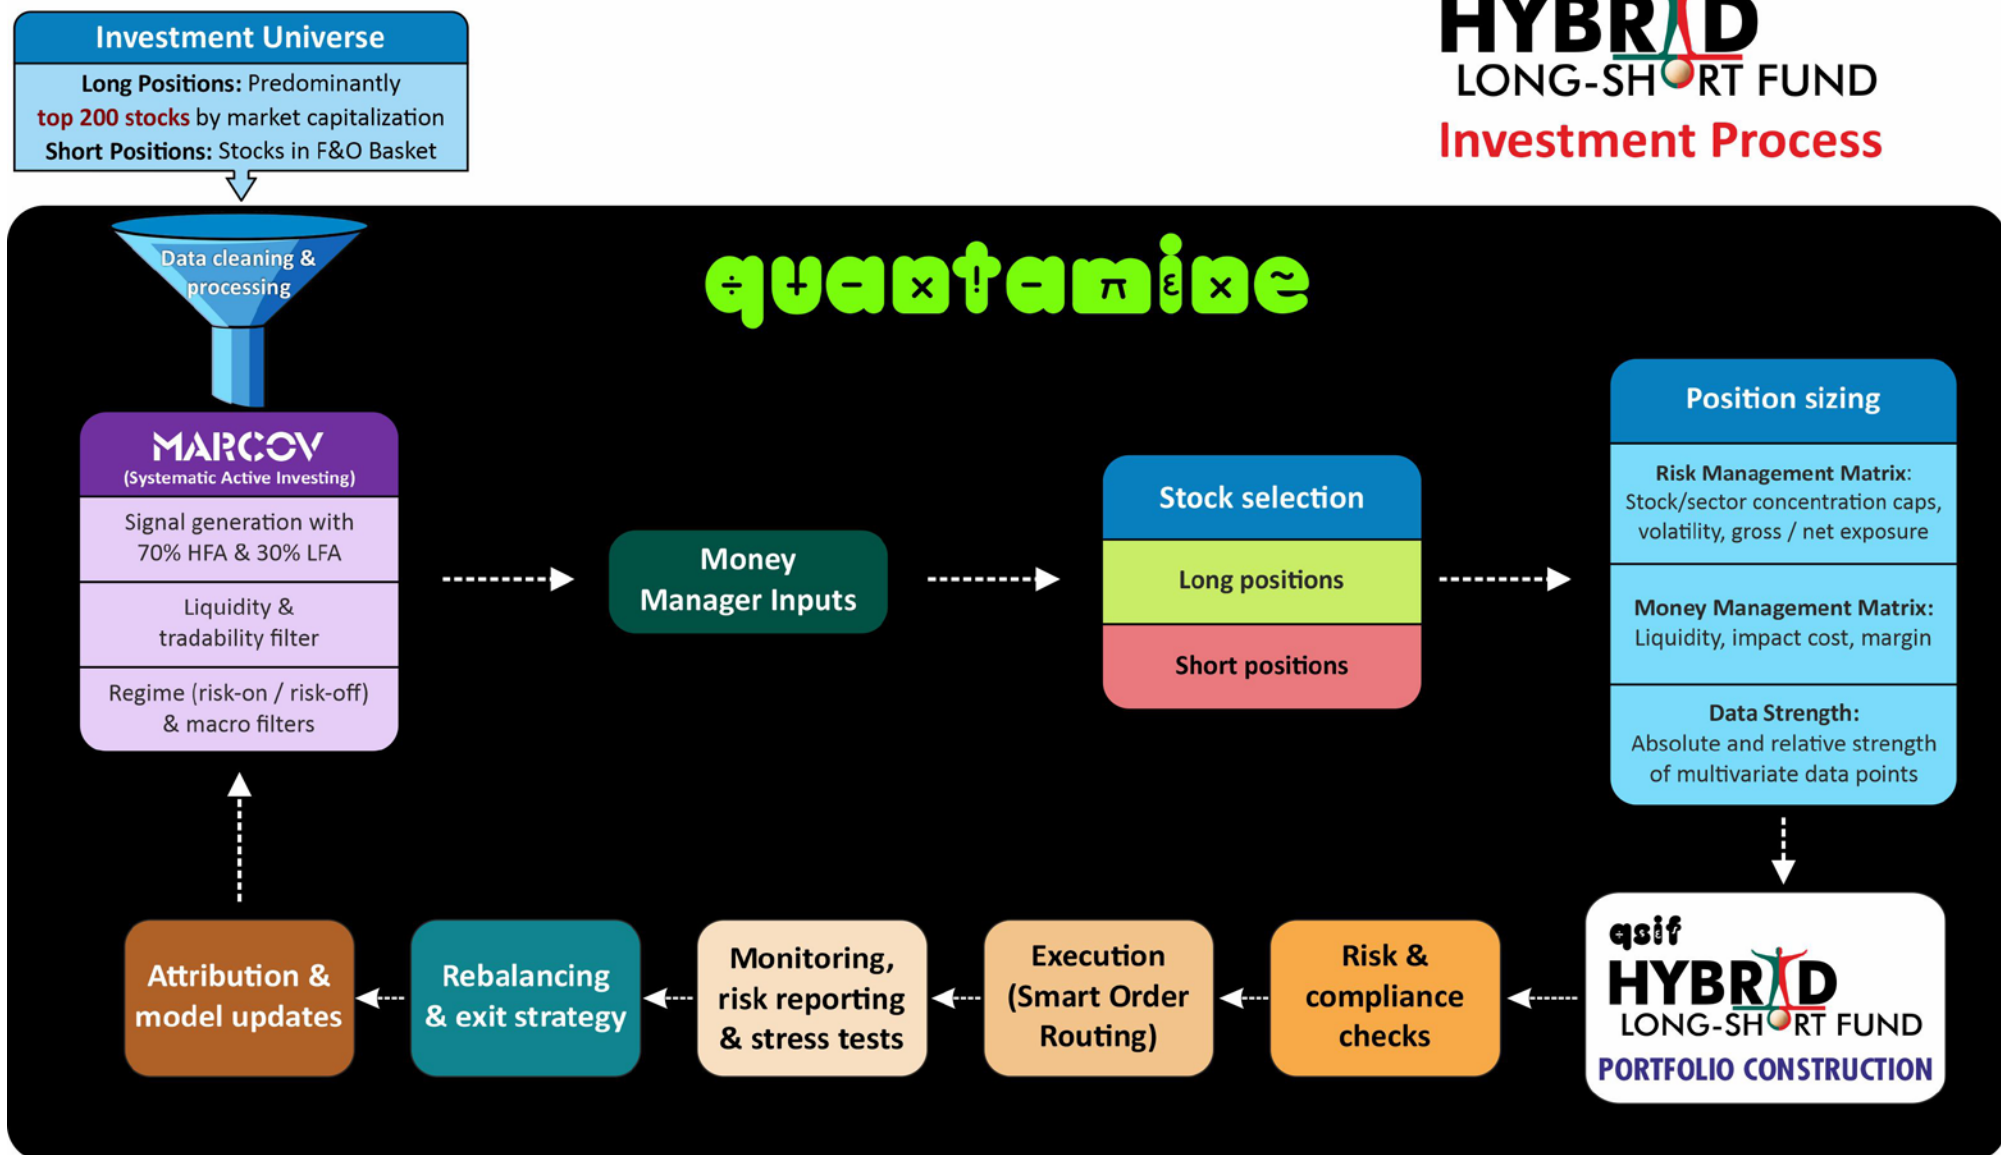 Investment Universe
Long Positions: Predominantly
top 200 stocks by market capitalization
Short Positions: Stocks in F&O Basket
HYBRID
LONG-SHORT FUND
Investment Process
Data cleaning &
processing
quantamine
÷ + − × ! − π ε × ~
MARCOV
(Systematic Active Investing)
Signal generation with
70% HFA & 30% LFA
Liquidity &
tradability filter
Regime (risk-on / risk-off)
& macro filters
Money
Manager Inputs
Stock selection
Long positions
Short positions
Position sizing
Risk Management Matrix:
Stock/sector concentration caps,
volatility, gross / net exposure
Money Management Matrix:
Liquidity, impact cost, margin
Data Strength:
Absolute and relative strength
of multivariate data points
qsif
HYBRID
LONG-SHORT FUND
PORTFOLIO CONSTRUCTION
Risk &
compliance
checks
Execution
(Smart Order
Routing)
Monitoring,
risk reporting
& stress tests
Rebalancing
& exit strategy
Attribution &
model updates